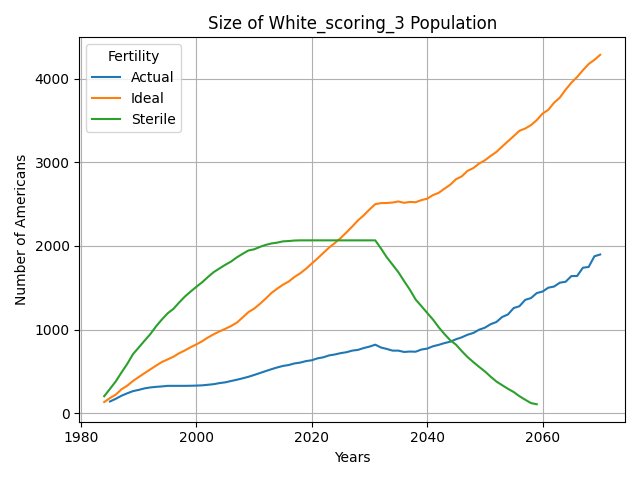 Size of White_scoring_3 Population
Fertility
Actual
Ideal
Sterile
Number of Americans
4000
3000
2000
1000
0
1980
2000
2020
2040
2060
Years